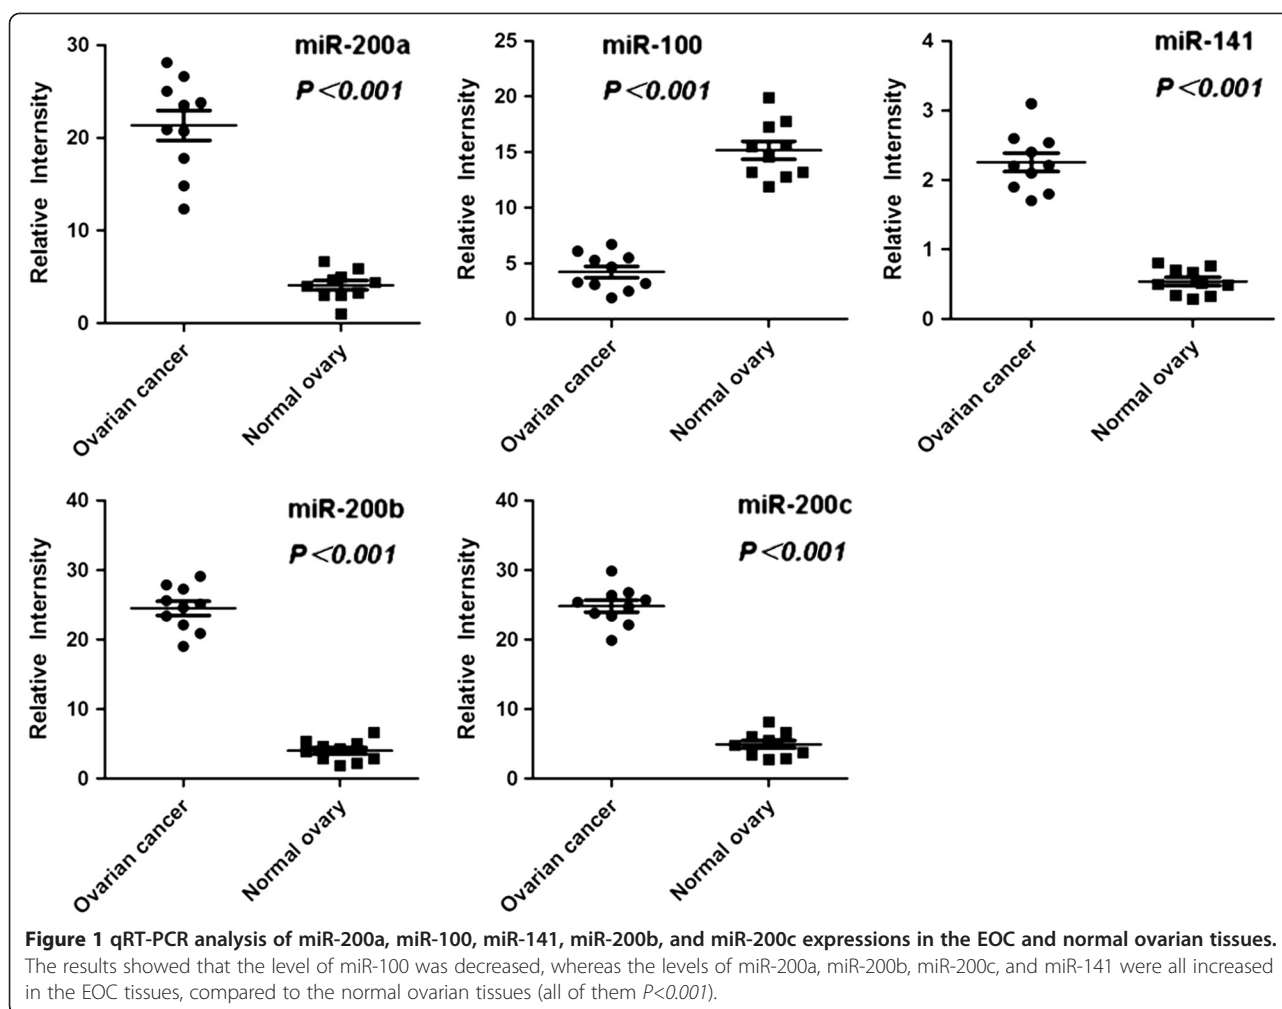 miR-200a
P<0.001
Relative Internsity
30
20
10
0
Ovarian cancer
Normal ovary
miR-100
P<0.001
Relative Internsity
25
20
15
10
5
0
Ovarian cancer
Normal ovary
miR-141
P<0.001
Relative Internsity
4
3
2
1
0
Ovarian cancer
Normal ovary
miR-200b
P<0.001
Relative Internsity
40
30
20
10
0
Ovarian cancer
Normal ovary
miR-200c
P<0.001
Relative Internsity
40
30
20
10
0
Ovarian cancer
Normal ovary
Figure 1 qRT-PCR analysis of miR-200a, miR-100, miR-141, miR-200b, and miR-200c expressions in the EOC and normal ovarian tissues.
The results showed that the level of miR-100 was decreased, whereas the levels of miR-200a, miR-200b, miR-200c, and miR-141 were all increased
in the EOC tissues, compared to the normal ovarian tissues (all of them P<0.001).